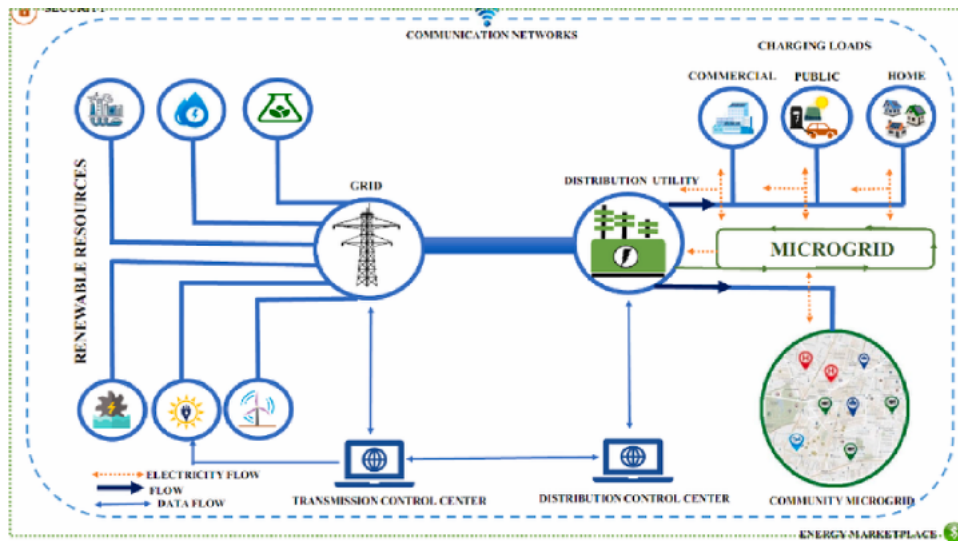 SECURITY
COMMUNICATION NETWORKS
CHARGING LOADS
COMMERCIAL
PUBLIC
HOME
RENEWABLE RESOURCES
GRID
DISTRIBUTION UTILITY
MICROGRID
ELECTRICITY FLOW
FLOW
DATA FLOW
TRANSMISSION CONTROL CENTER
DISTRIBUTION CONTROL CENTER
COMMUNITY MICROGRID
ENERGY MARKETPLACE
$